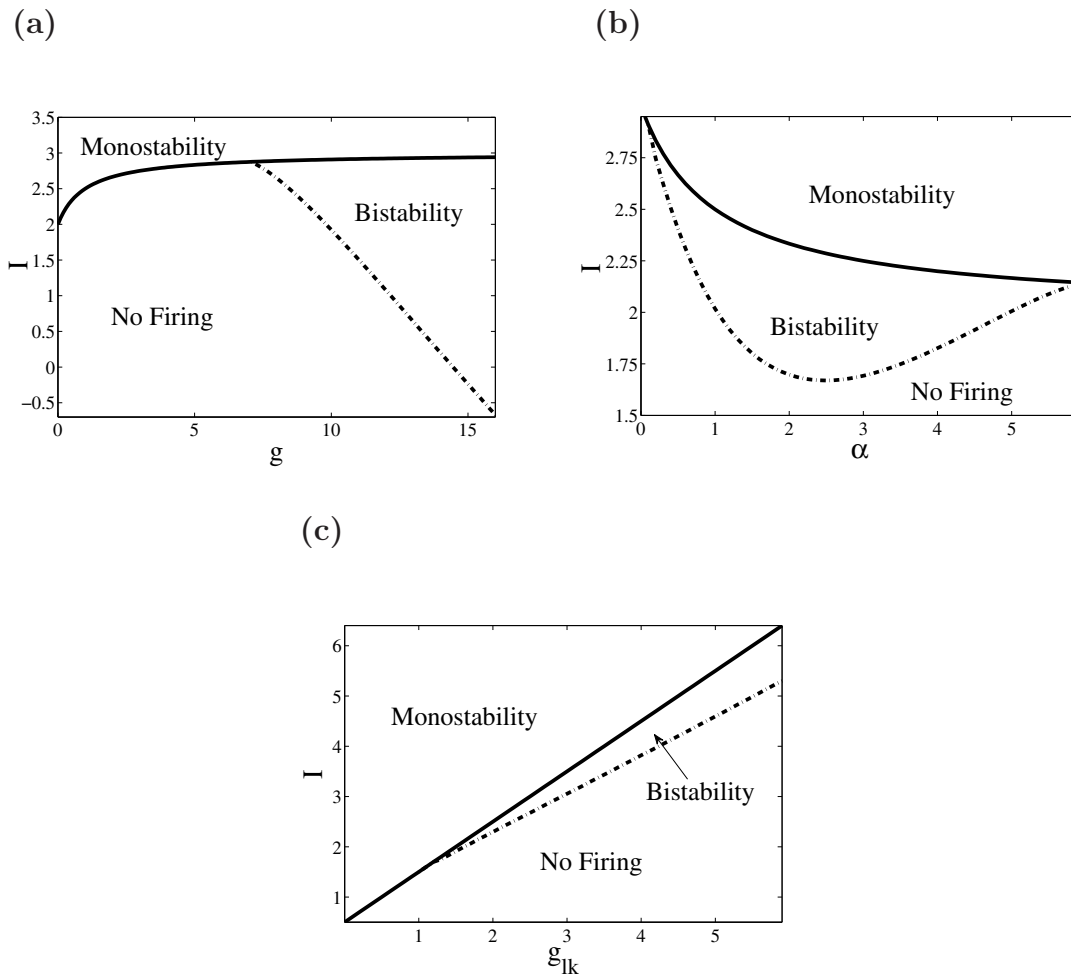 (a)
3.5
3
2.5
2
1.5
1
0.5
0
−0.5
I
Monostability
Bistability
No Firing
0 5 10 15
g
(b)
2.75
2.5
2.25
2
1.75
1.5
I
Monostability
Bistability
No Firing
0 1 2 3 4 5
α
(c)
6
5
4
3
2
1
I
Monostability
Bistability
No Firing
1 2 3 4 5
g_lk